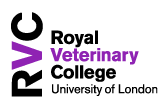 RVC
Royal
Veterinary
College
University of London